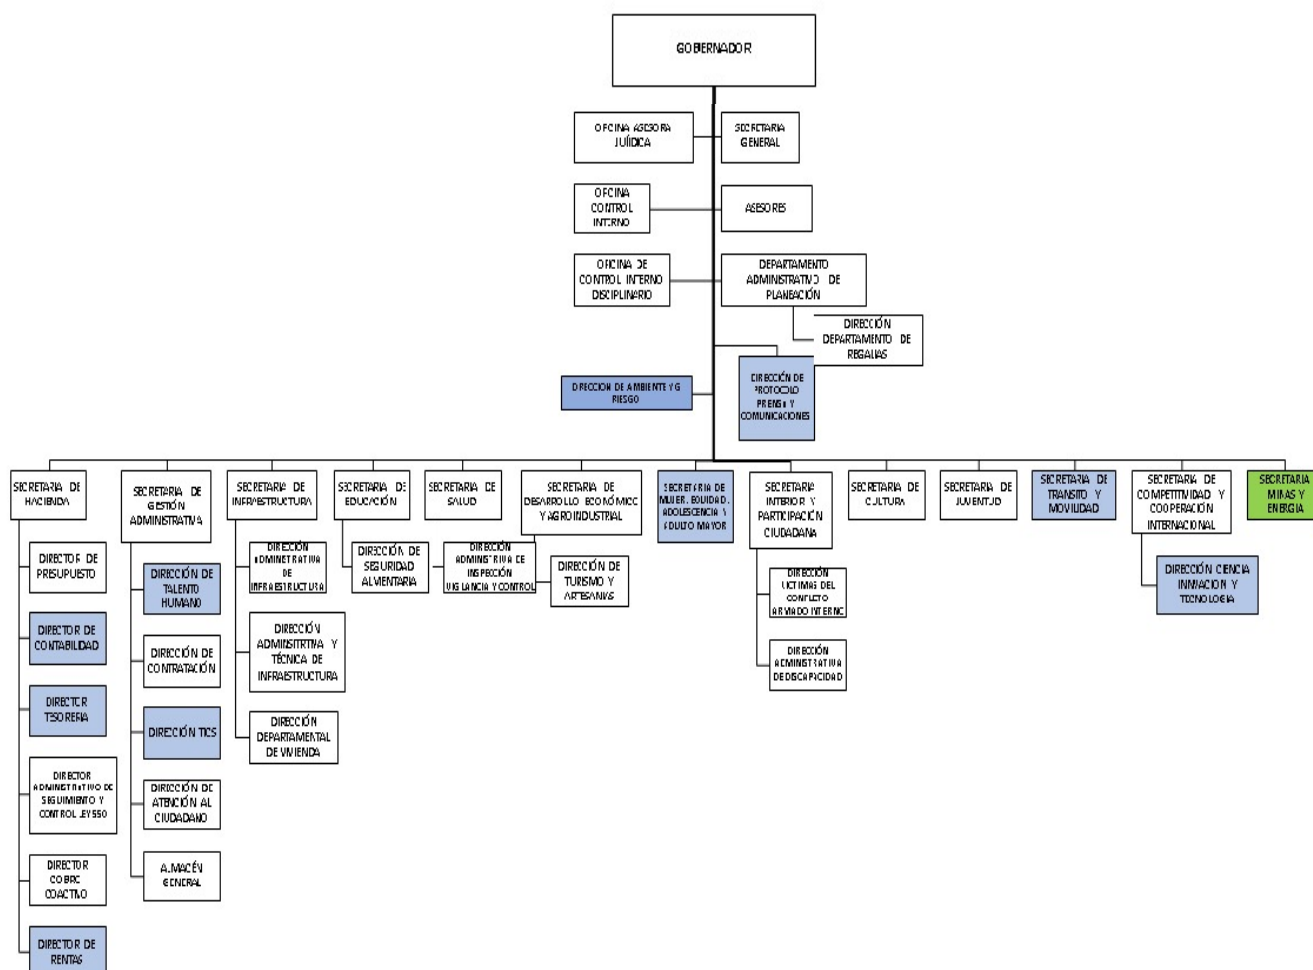 GOBERNADOR
OFICINA ASESORA
JURÍDICA
SECRETARIA
GENERAL
OFICINA
CONTROL
INTERNO
ASESORES
OFICINA DE
CONTROL INTERNO
DISCIPLINARIO
DEPARTAMENTO
ADMINISTRATIVO DE
PLANEACIÓN
DIRECCIÓN
DEPARTAMENTO DE
REGALIAS
DIRECCION DE AMBIENTE Y G
RIESGO
DIRECCIÓN DE
PROTOCOLO
PRENSA Y
COMUNICACIONES
SECRETARIA DE
HACIENDA
SECRETARIA DE
GESTIÓN
ADMINISTRATIVA
SECRETARIA DE
INFRAESTRUCTURA
SECRETARIA DE
EDUCACIÓN
SECRETARIA DE
SALUD
SECRETARIA DE
DESARROLLO ECONÓMICO
Y AGROINDUSTRIAL
SECRETARIA DE
MUJER, EQUIDAD,
ADOLESCENCIA Y
ADULTO MAYOR
SECRETARIA
INTERIOR Y
PARTICIPACIÓN
CIUDADANA
SECRETARIA DE
CULTURA
SECRETARIA DE
JUVENTUD
SECRETARIA DE
TRANSITO Y
MOVILIDAD
SECRETARIA DE
COMPETITIVIDAD Y
COOPERACIÓN
INTERNACIONAL
SECRETARIA
MINAS Y
ENERGIA
DIRECTOR DE
PRESUPUESTO
DIRECTOR DE
CONTABILIDAD
DIRECTOR
TESORERIA
DIRECTOR
ADMINISTRATIVO DE
SEGUIMIENTO Y
CONTROL LEY 550
DIRECTOR
COBRO
COACTIVO
DIRECTOR DE
RENTAS
DIRECCIÓN DE
TALENTO
HUMANO
DIRECCIÓN DE
CONTRATACIÓN
DIRECCIÓN TICS
DIRECCIÓN DE
ATENCIÓN AL
CIUDADANO
ALMACÉN
GENERAL
DIRECCIÓN
ADMINETRATIVA
DE
INFRAESTRUCTURA
DIRECCIÓN
ADMINSITRTIVA Y
TÉCNICA DE
INFRAESTRUCTURA
DIRECCIÓN
DEPARTAMENTAL
DE VIVIENDA
DIRECCIÓN DE
SEGURIDAD
ALIMENTARIA
DIRECCIÓN
ADMINISTRIVA DE
INSPECCIÓN
VIGILANCIA Y CONTROL
DIRECCIÓN DE
TURISMO Y
ARTESANIAS
DIRECCIÓN
VICTIMAS DEL
CONFLICTO
ARMADO INTERNO
DIRECCIÓN
ADMINISTRATIVA
DE DISCAPACIDAD
DIRECCIÓN CIENCIA
INNVACION Y
TECNOLOGIA